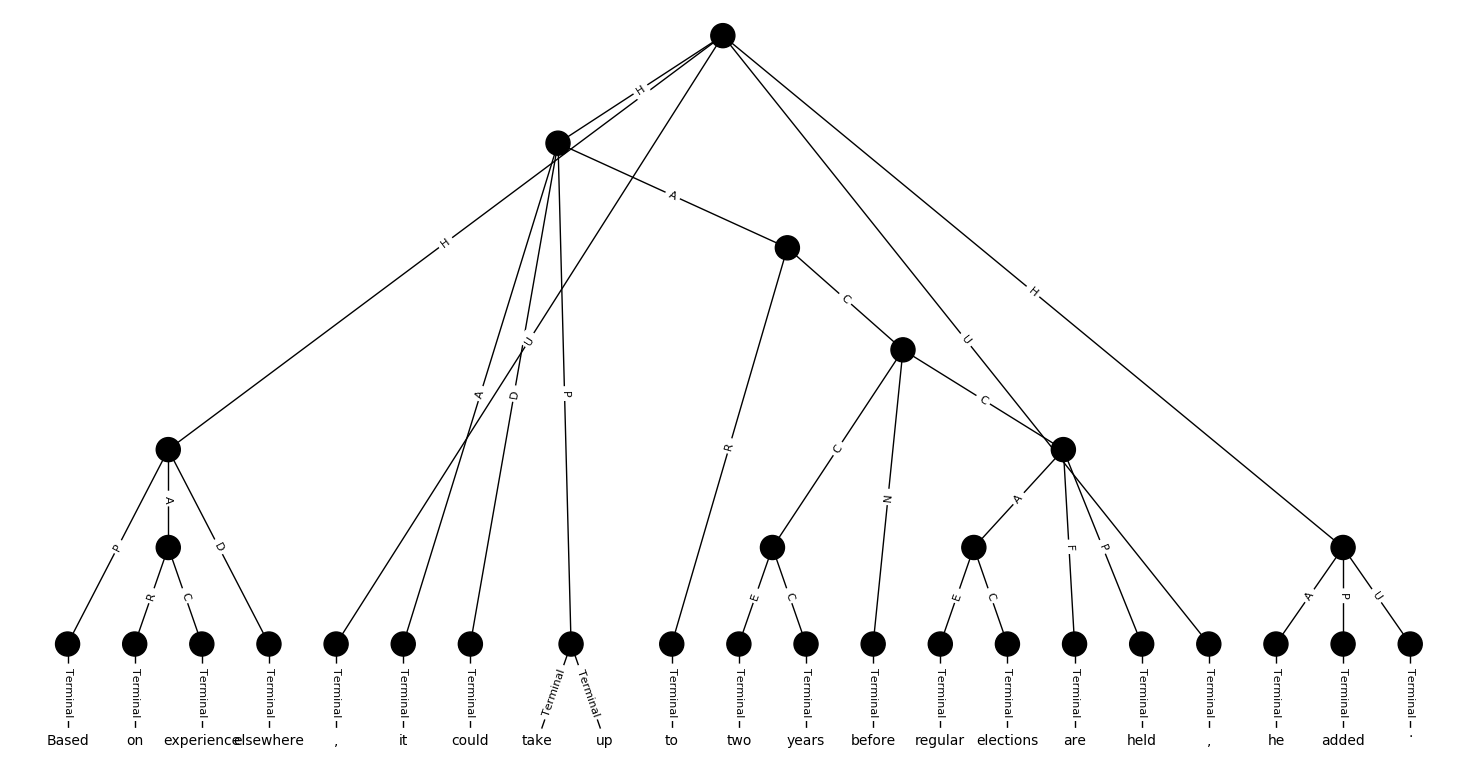 H
A
H
H
C
U
U
A
D
P
C
R
C
N
A
P
A
D
A
F
P
R
C
E
C
E
C
A
P
U
Terminal Terminal Terminal Terminal Terminal Terminal Terminal Terminal Terminal Terminal Terminal Terminal Terminal Terminal Terminal Terminal Terminal Terminal Terminal Terminal Terminal
Based on experience elsewhere , it could take up to two years before regular elections are held , he added .